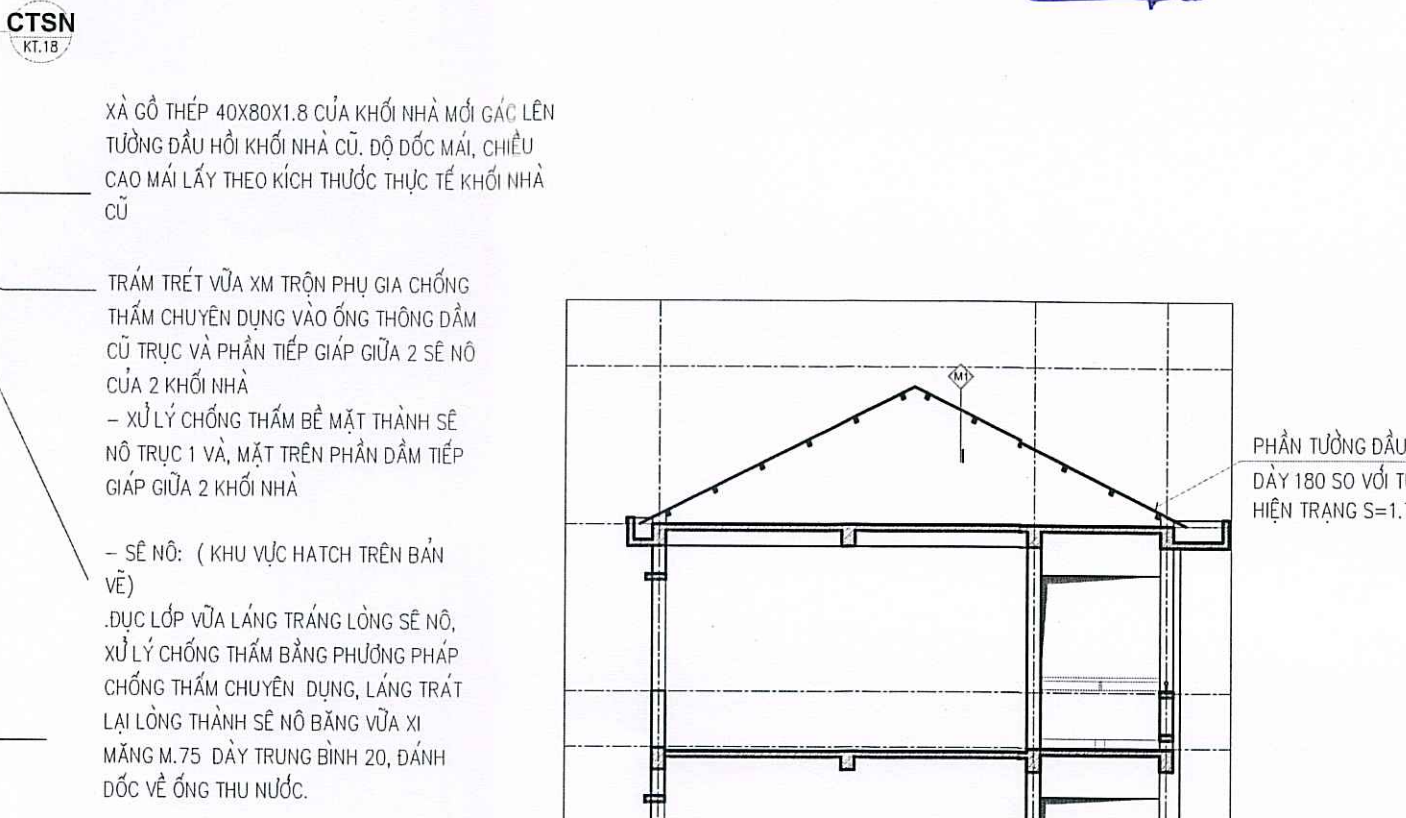 CTSN
KT.18
XÀ GỒ THÉP 40X80X1.8 CỦA KHỐI NHÀ MỚI GÁC LÊN
TƯỜNG ĐẦU HỒI KHỐI NHÀ CŨ. ĐỘ DỐC MÁI, CHIỀU
CAO MÁI LẤY THEO KÍCH THƯỚC THỰC TẾ KHỐI NHÀ
CŨ
TRÁM TRÉT VỮA XM TRỘN PHỤ GIA CHỐNG
THẤM CHUYÊN DỤNG VÀO ỐNG THÔNG DẦM
CŨ TRỤC VÀ PHẦN TIẾP GIÁP GIỮA 2 SÊ NÔ
CỦA 2 KHỐI NHÀ
– XỬ LÝ CHỐNG THẤM BỀ MẶT THÀNH SÊ
NÔ TRỤC 1 VÀ, MẶT TRÊN PHẦN DẦM TIẾP
GIÁP GIỮA 2 KHỐI NHÀ
– SÊ NÔ: ( KHU VỰC HATCH TRÊN BẢN
VẼ)
.ĐỤC LỚP VỮA LÁNG TRÁNG LÒNG SÊ NÔ,
XỬ LÝ CHỐNG THẤM BẰNG PHƯƠNG PHÁP
CHỐNG THẤM CHUYÊN DỤNG, LÁNG TRÁT
LẠI LÒNG THÀNH SÊ NÔ BĂNG VỮA XI
MĂNG M.75 DÀY TRUNG BÌNH 20, ĐÁNH
DỐC VỀ ỐNG THU NƯỚC.
M1
PHẦN TƯỜNG ĐẦU
DÀY 180 SO VỚI
HIỆN TRẠNG S=1.